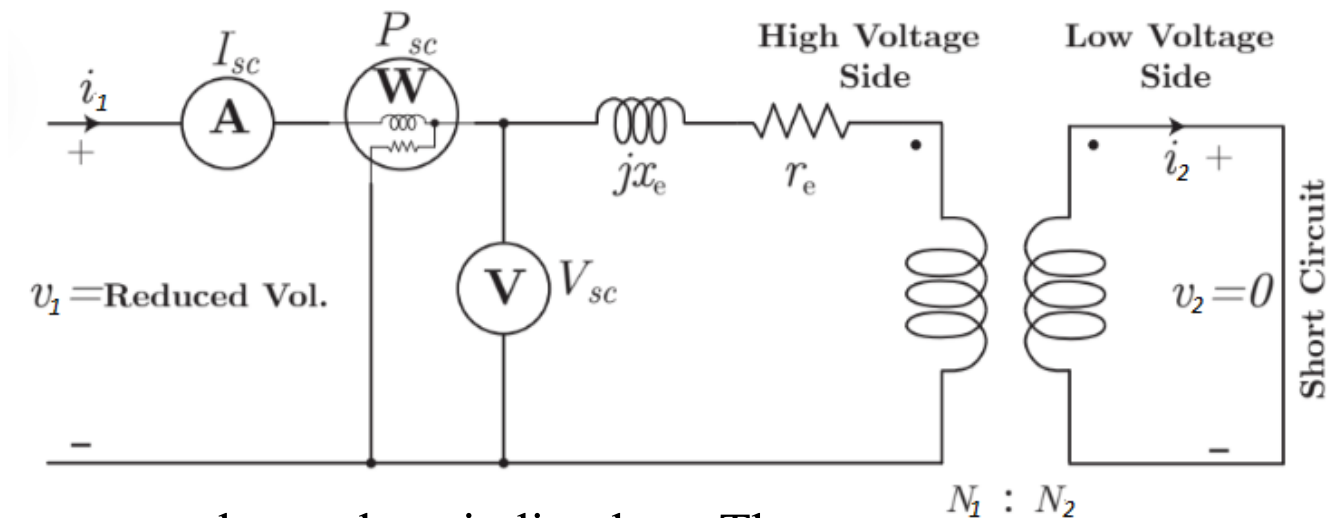 I_sc
P_sc
High Voltage
Side
Low Voltage
Side
i_1
A
W
+
jx_e
r_e
i_2 +
v_1=Reduced Vol.
V
V_sc
v_2=0
Short Circuit
–
–
N_1 : N_2